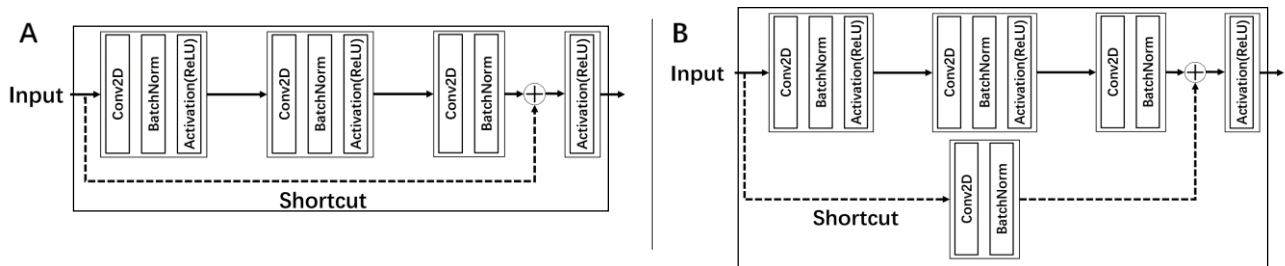 A
Input
Conv2D
BatchNorm
Activation(ReLU)
Conv2D
BatchNorm
Activation(ReLU)
Conv2D
BatchNorm
Activation(ReLU)
Shortcut
B
Input
Conv2D
BatchNorm
Activation(ReLU)
Conv2D
BatchNorm
Activation(ReLU)
Conv2D
BatchNorm
Activation(ReLU)
Shortcut
Conv2D
BatchNorm